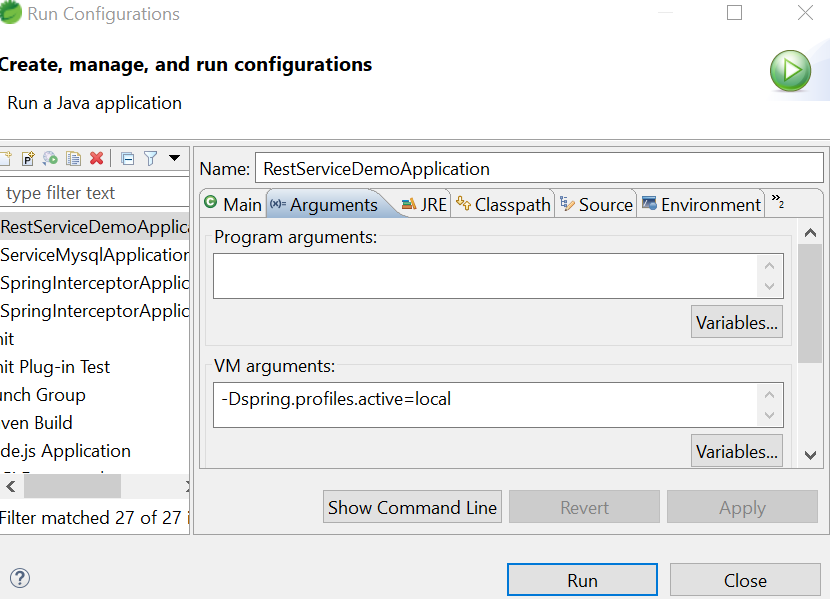 Run Configurations
Create, manage, and run configurations
Run a Java application
Name: RestServiceDemoApplication
type filter text
Main Arguments JRE Classpath Source Environment »2
RestServiceDemoApplica
ServiceMysqlApplication
SpringInterceptorApplic
SpringInterceptorApplic
nit
nit Plug-in Test
unch Group
ven Build
de.js Application
Filter matched 27 of 27 i
Program arguments:
Variables...
VM arguments:
-Dspring.profiles.active=local
Variables...
Show Command Line Revert Apply
? Run Close